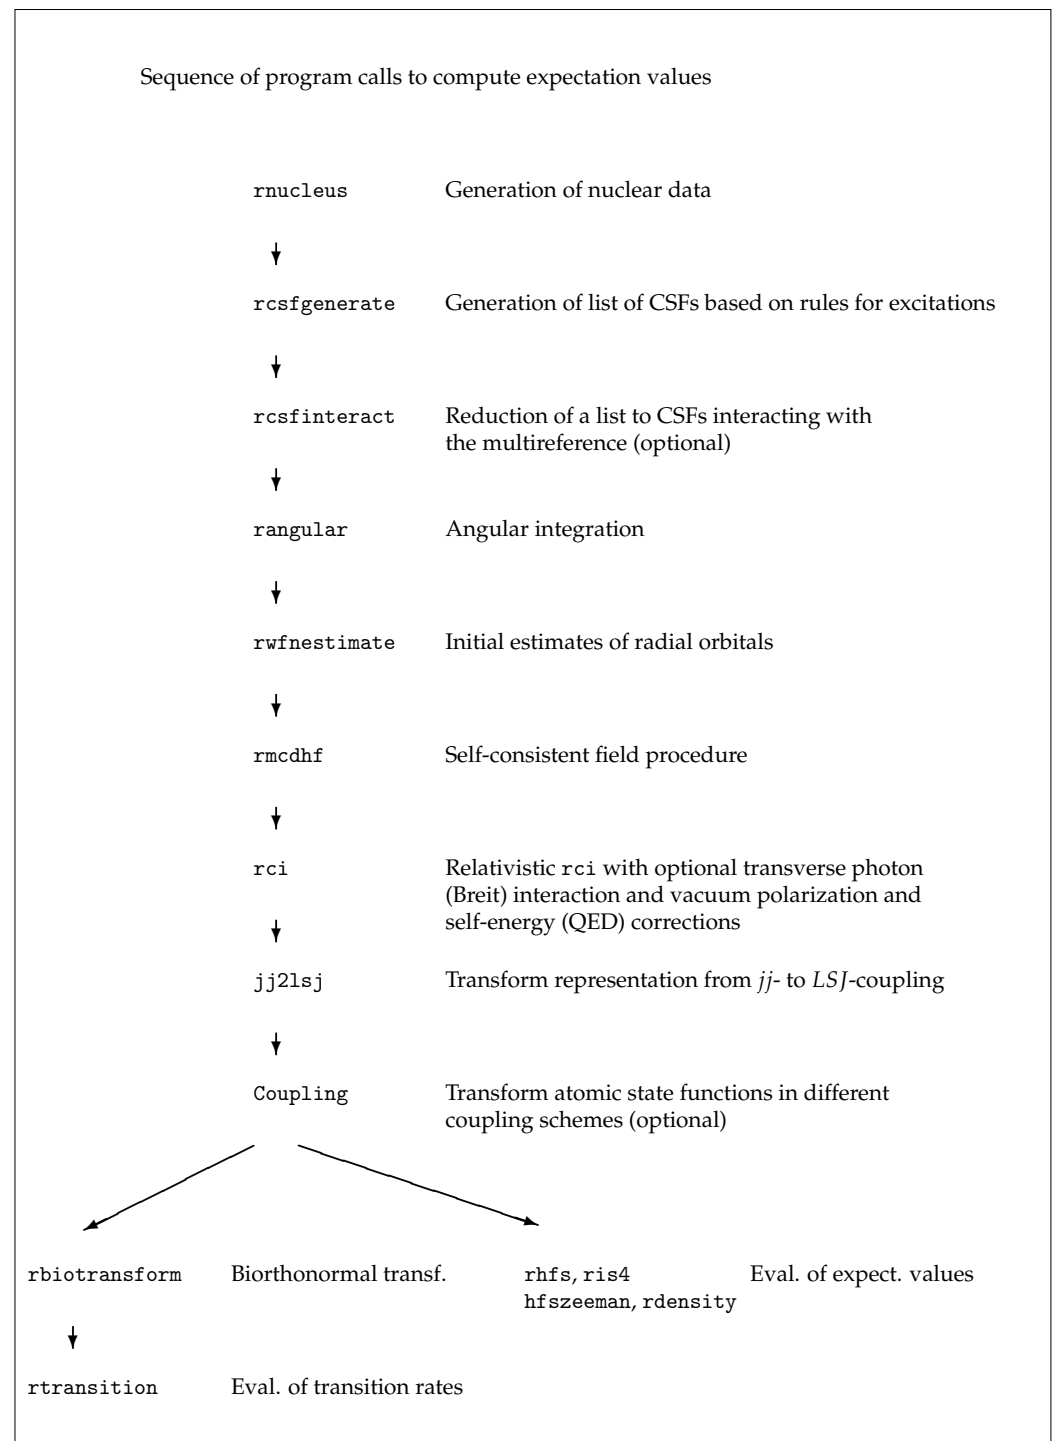 Sequence of program calls to compute expectation values
rnucleus Generation of nuclear data
rcsfgenerate Generation of list of CSFs based on rules for excitations
rcsfinteract Reduction of a list to CSFs interacting with
the multireference (optional)
rangular Angular integration
rwfnestimate Initial estimates of radial orbitals
rmcdhf Self-consistent field procedure
rci Relativistic rci with optional transverse photon
(Breit) interaction and vacuum polarization and
self-energy (QED) corrections
jj2lsj Transform representation from jj- to LSJ-coupling
Coupling Transform atomic state functions in different
coupling schemes (optional)
rbiotransform Biorthonormal transf. rhfs, ris4 Eval. of expect. values
hfszeeman, rdensity
rtransition Eval. of transition rates